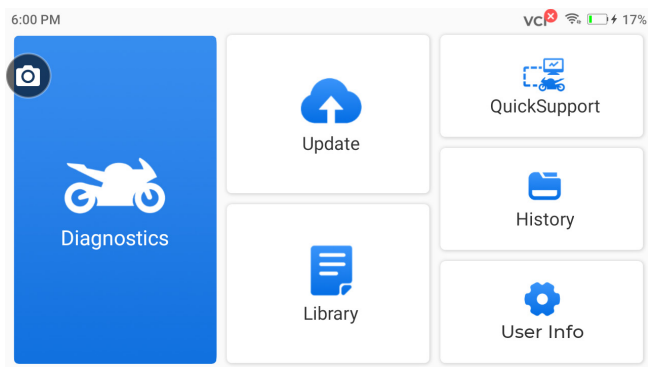 6:00 PM VCI 17%
Diagnostics
Update
Library
QuickSupport
History
User Info